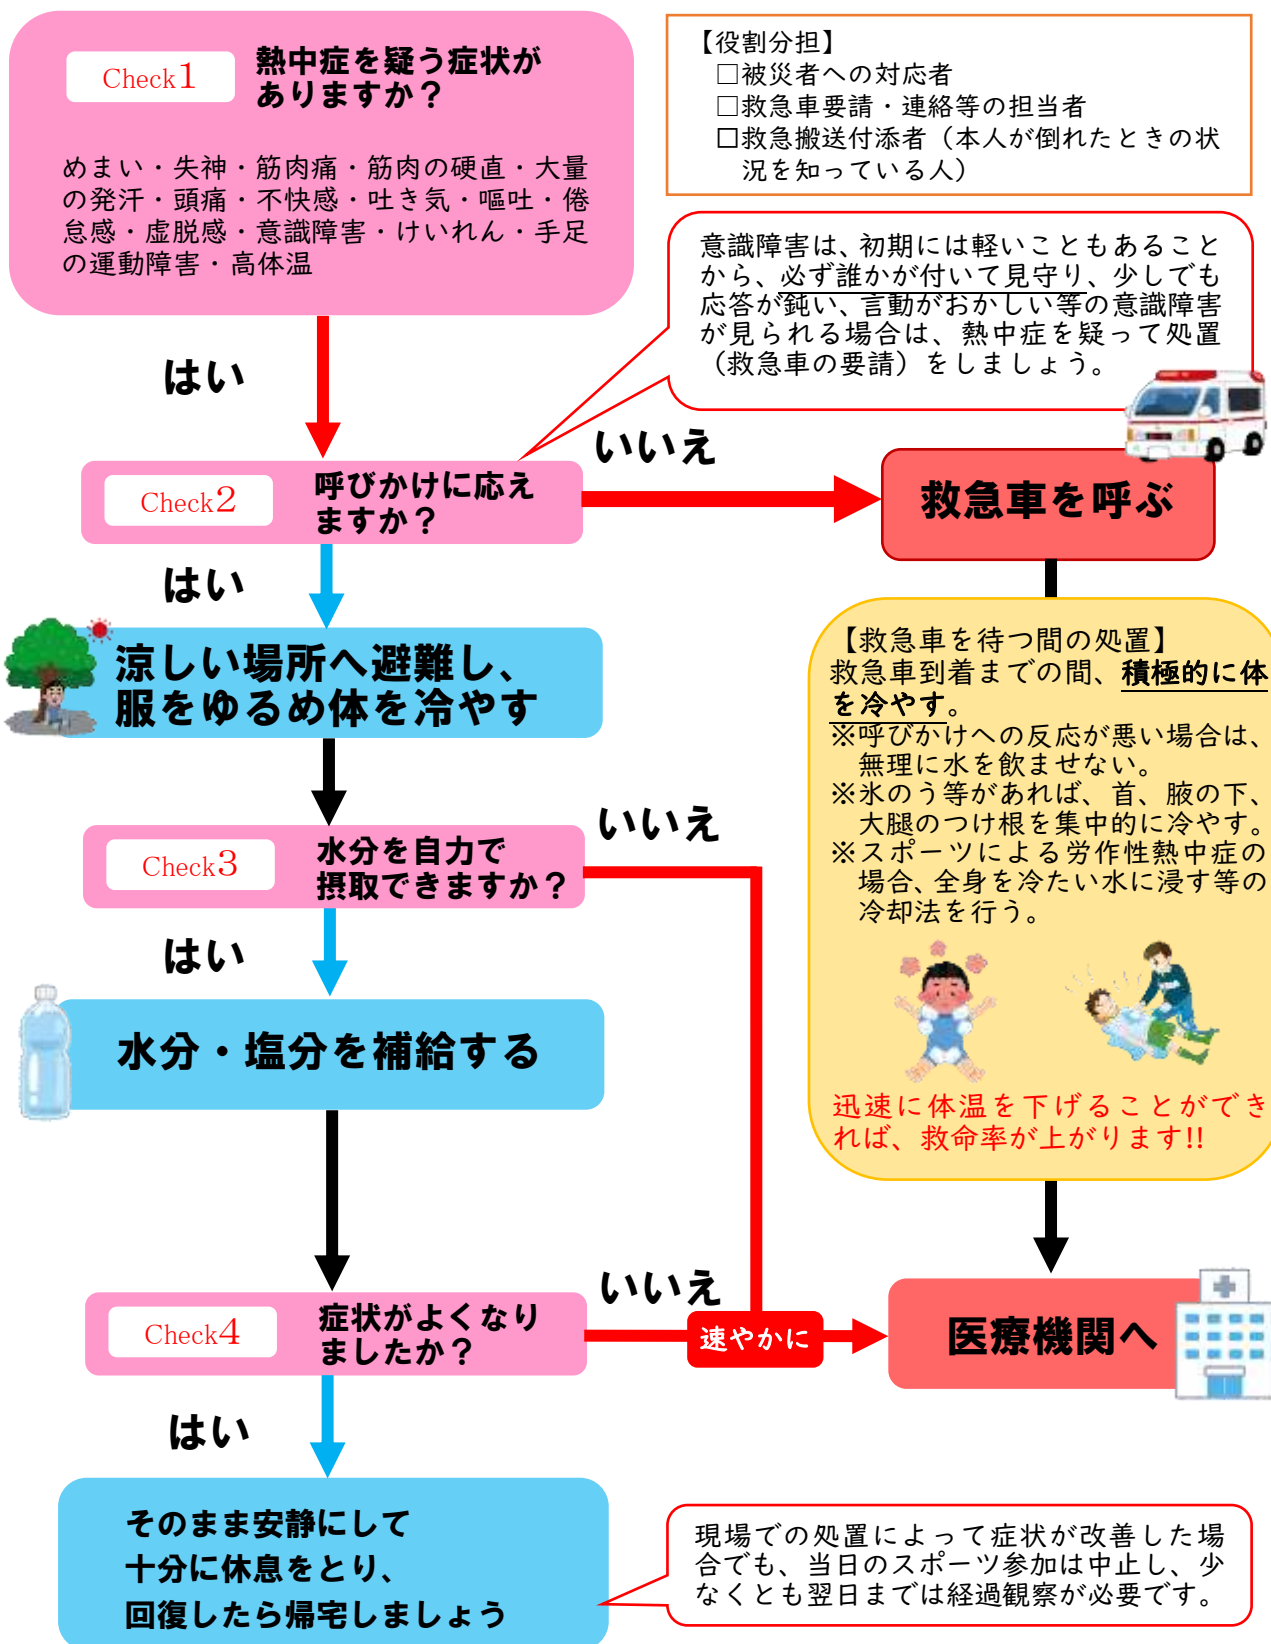 Check1
熱中症を疑う症状が
ありますか？
めまい・失神・筋肉痛・筋肉の硬直・大量
の発汗・頭痛・不快感・吐き気・嘔吐・倦
怠感・虚脱感・意識障害・けいれん・手足
の運動障害・高体温
【役割分担】
□被災者への対応者
□救急車要請・連絡等の担当者
□救急搬送付添者（本人が倒れたときの状
況を知っている人）
意識障害は、初期には軽いこともあること
から、必ず誰かが付いて見守り、少しでも
応答が鈍い、言動がおかしい等の意識障害
が見られる場合は、熱中症を疑って処置
（救急車の要請）をしましょう。
はい
いいえ
Check2
呼びかけに応え
ますか？
救急車を呼ぶ
はい
涼しい場所へ避難し、
服をゆるめ体を冷やす
【救急車を待つ間の処置】
救急車到着までの間、積極的に体
を冷やす。
※呼びかけへの反応が悪い場合は、
無理に水を飲ませない。
※氷のう等があれば、首、腋の下、
大腿のつけ根を集中的に冷やす。
※スポーツによる労作性熱中症の
場合、全身を冷たい水に浸す等の
冷却法を行う。
迅速に体温を下げることができ
れば、救命率が上がります!!
いいえ
Check3
水分を自力で
摂取できますか？
はい
水分・塩分を補給する
いいえ
Check4
症状がよくなり
ましたか？
速やかに
医療機関へ
はい
そのまま安静にして
十分に休息をとり、
回復したら帰宅しましょう
現場での処置によって症状が改善した場
合でも、当日のスポーツ参加は中止し、少
なくとも翌日までは経過観察が必要です。